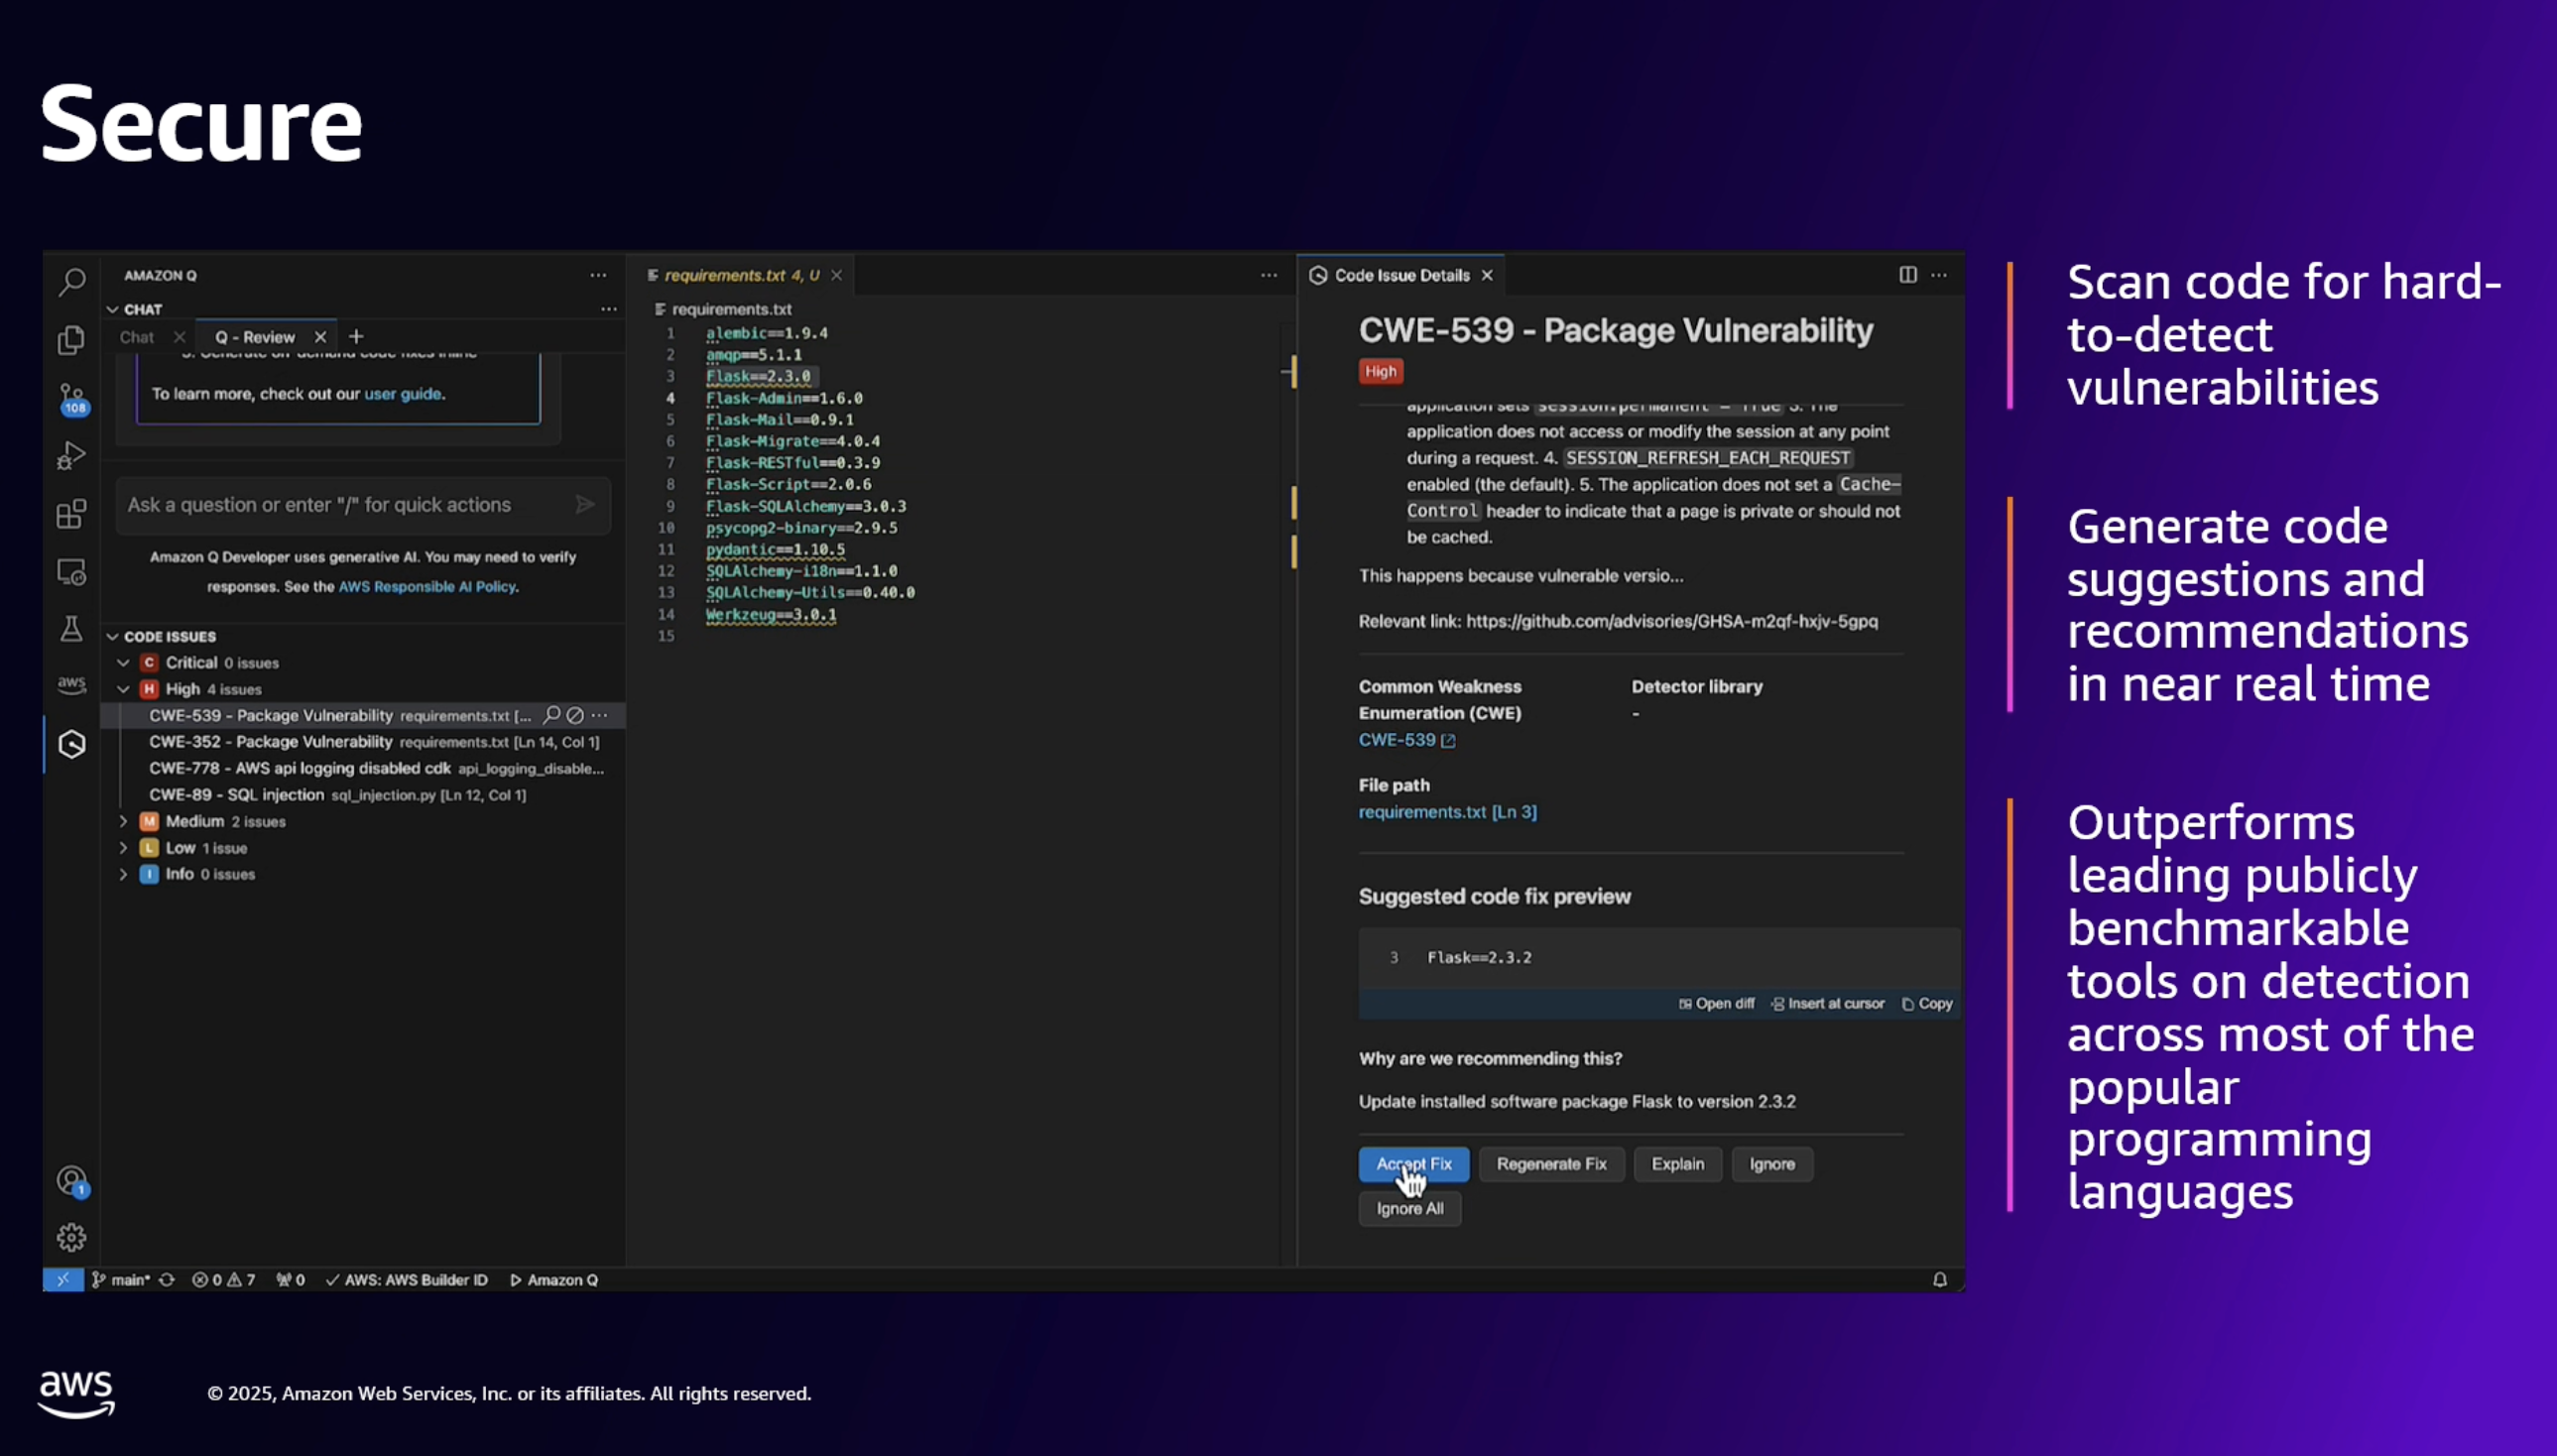 Secure
AMAZON Q
CHAT
Chat
Q - Review
To learn more, check out our user guide.
Ask a question or enter "/" for quick actions
Amazon Q Developer uses generative AI. You may need to verify
responses. See the AWS Responsible AI Policy.
CODE ISSUES
C Critical 0 issues
H High 4 issues
CWE-539 - Package Vulnerability requirements.txt [...
CWE-352 - Package Vulnerability requirements.txt [Ln 14, Col 1]
CWE-778 - AWS api logging disabled cdk api_logging_disable...
CWE-89 - SQL injection sql_injection.py [Ln 12, Col 1]
M Medium 2 issues
L Low 1 issue
I Info 0 issues
108
aws
1
requirements.txt 4, U
requirements.txt
1 alembic==1.9.4
2 amqp==5.1.1
3 Flask==2.3.0
4 Flask-Admin==1.6.0
5 Flask-Mail==0.9.1
6 Flask-Migrate==4.0.4
7 Flask-RESTful==0.3.9
8 Flask-Script==2.0.6
9 Flask-SQLAlchemy==3.0.3
10 psycopg2-binary==2.9.5
11 pydantic==1.10.5
12 SQLAlchemy-i18n==1.1.0
13 SQLAlchemy-Utils==0.40.0
14 Werkzeug==3.0.1
15
Code Issue Details
CWE-539 - Package Vulnerability
High
application sets session.permanent = True 3. The
application does not access or modify the session at any point
during a request. 4. SESSION_REFRESH_EACH_REQUEST
enabled (the default). 5. The application does not set a Cache-
Control header to indicate that a page is private or should not
be cached.
This happens because vulnerable versio...
Relevant link: https://github.com/advisories/GHSA-m2qf-hxjv-5gpq
Common Weakness
Enumeration (CWE)
CWE-539
Detector library
-
File path
requirements.txt [Ln 3]
Suggested code fix preview
3 Flask==2.3.2
Open diff Insert at cursor Copy
Why are we recommending this?
Update installed software package Flask to version 2.3.2
Accept Fix Regenerate Fix Explain Ignore
Ignore All
main* 0 7 0 AWS: AWS Builder ID Amazon Q
Scan code for hard-
to-detect
vulnerabilities
Generate code
suggestions and
recommendations
in near real time
Outperforms
leading publicly
benchmarkable
tools on detection
across most of the
popular
programming
languages
aws
© 2025, Amazon Web Services, Inc. or its affiliates. All rights reserved.